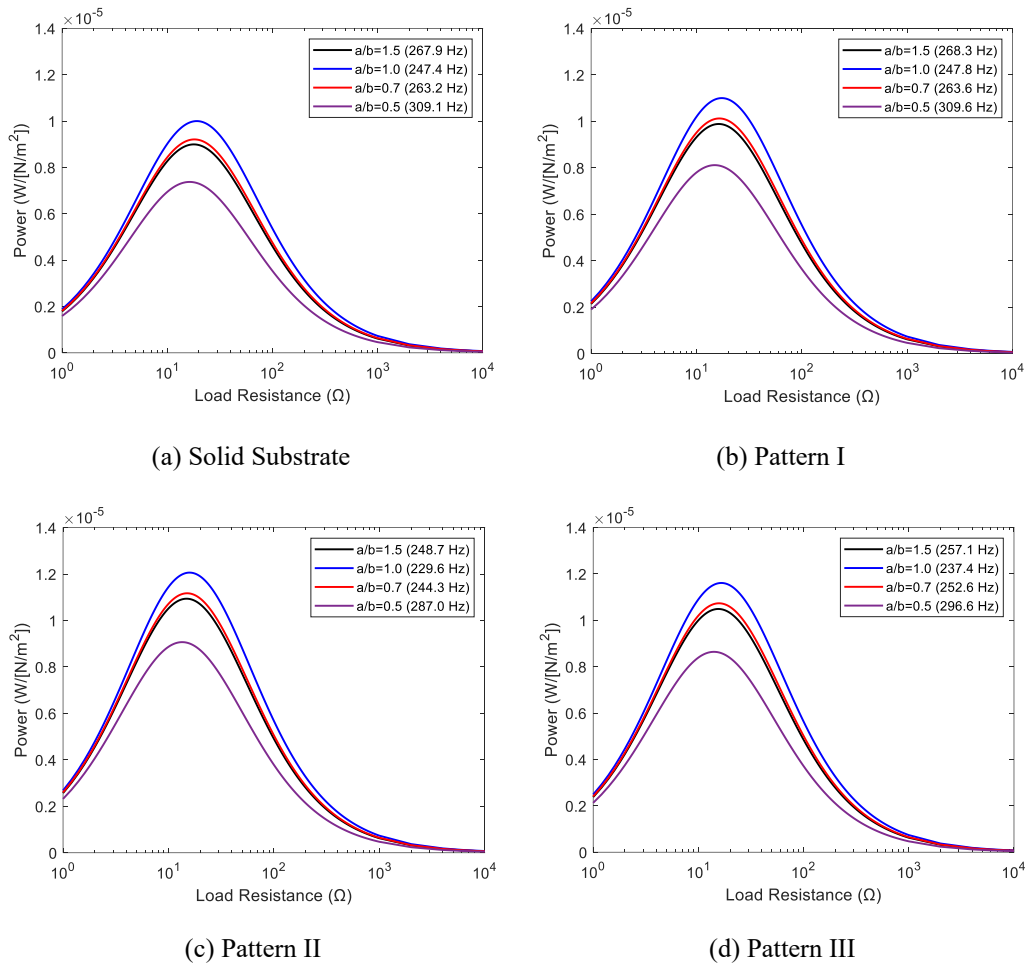 ×10⁻⁵
1.4
1.2
1
0.8
0.6
0.4
0.2
0
Power (W/[N/m²])
a/b=1.5 (267.9 Hz)
a/b=1.0 (247.4 Hz)
a/b=0.7 (263.2 Hz)
a/b=0.5 (309.1 Hz)
10⁰ 10¹ 10² 10³ 10⁴
Load Resistance (Ω)
(a) Solid Substrate
×10⁻⁵
1.4
1.2
1
0.8
0.6
0.4
0.2
0
Power (W/[N/m²])
a/b=1.5 (268.3 Hz)
a/b=1.0 (247.8 Hz)
a/b=0.7 (263.6 Hz)
a/b=0.5 (309.6 Hz)
10⁰ 10¹ 10² 10³ 10⁴
Load Resistance (Ω)
(b) Pattern I
×10⁻⁵
1.4
1.2
1
0.8
0.6
0.4
0.2
0
Power (W/[N/m²])
a/b=1.5 (248.7 Hz)
a/b=1.0 (229.6 Hz)
a/b=0.7 (244.3 Hz)
a/b=0.5 (287.0 Hz)
10⁰ 10¹ 10² 10³ 10⁴
Load Resistance (Ω)
(c) Pattern II
×10⁻⁵
1.4
1.2
1
0.8
0.6
0.4
0.2
0
Power (W/[N/m²])
a/b=1.5 (257.1 Hz)
a/b=1.0 (237.4 Hz)
a/b=0.7 (252.6 Hz)
a/b=0.5 (296.6 Hz)
10⁰ 10¹ 10² 10³ 10⁴
Load Resistance (Ω)
(d) Pattern III